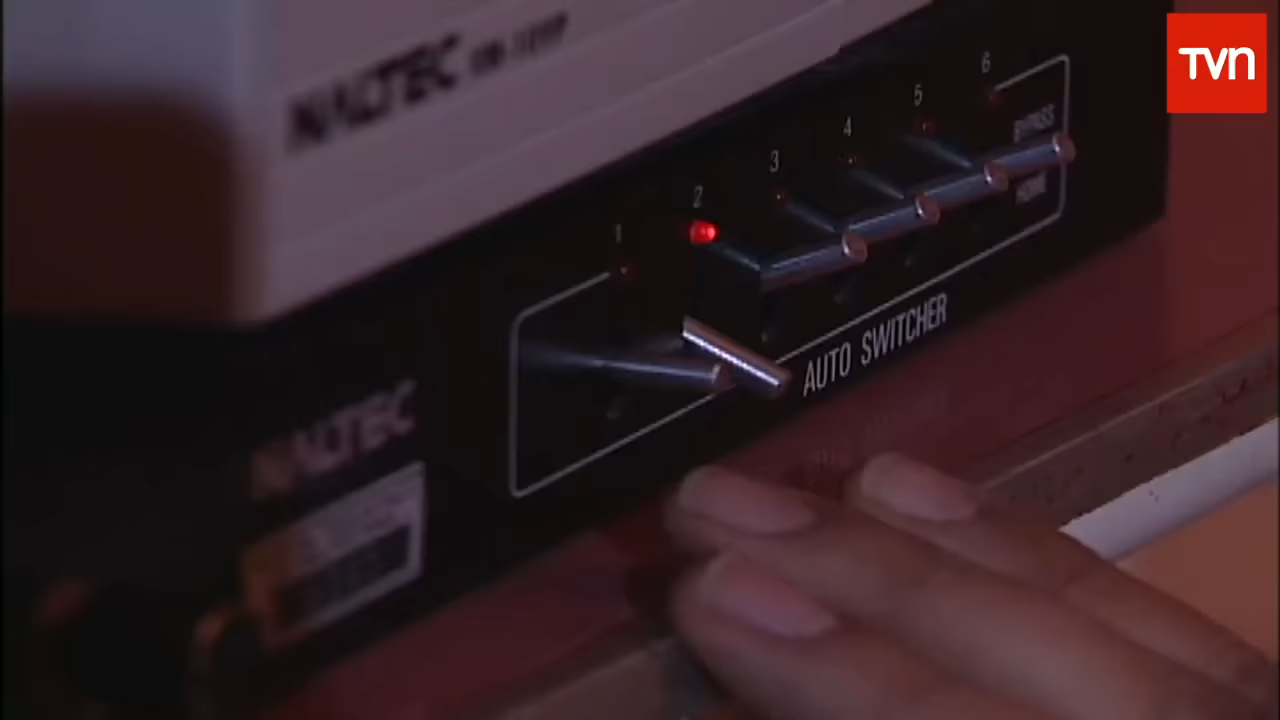 NALTEC
TVN
1 2 3 4 5 6
BYPASS
HOME
AUTO SWITCHER
NALTEC